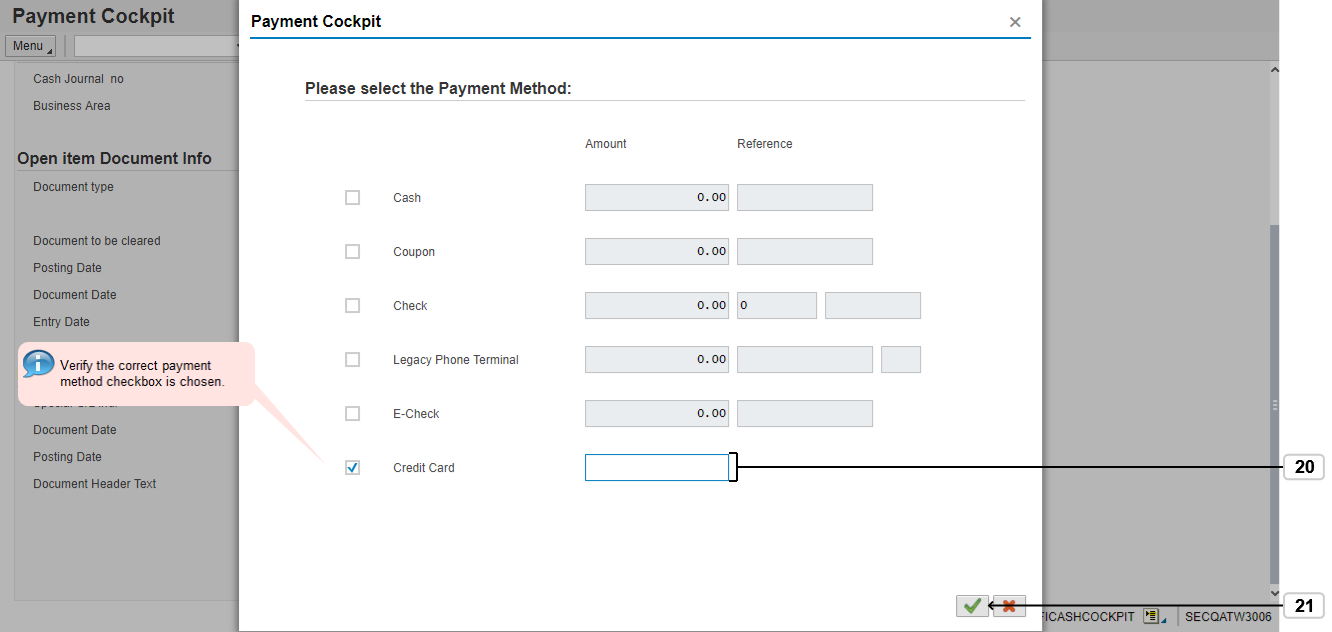 Payment Cockpit
Menu
Cash Journal no
Business Area
Open item Document Info
Document type
Document to be cleared
Posting Date
Document Date
Entry Date
Verify the correct payment
method checkbox is chosen.
Document Date
Posting Date
Document Header Text
Payment Cockpit
Please select the Payment Method:
Amount Reference
Cash 0.00
Coupon 0.00
Check 0.00 0
Legacy Phone Terminal 0.00
E-Check 0.00
Credit Card
20
21
FICASHCOCKPIT SECQATW3006